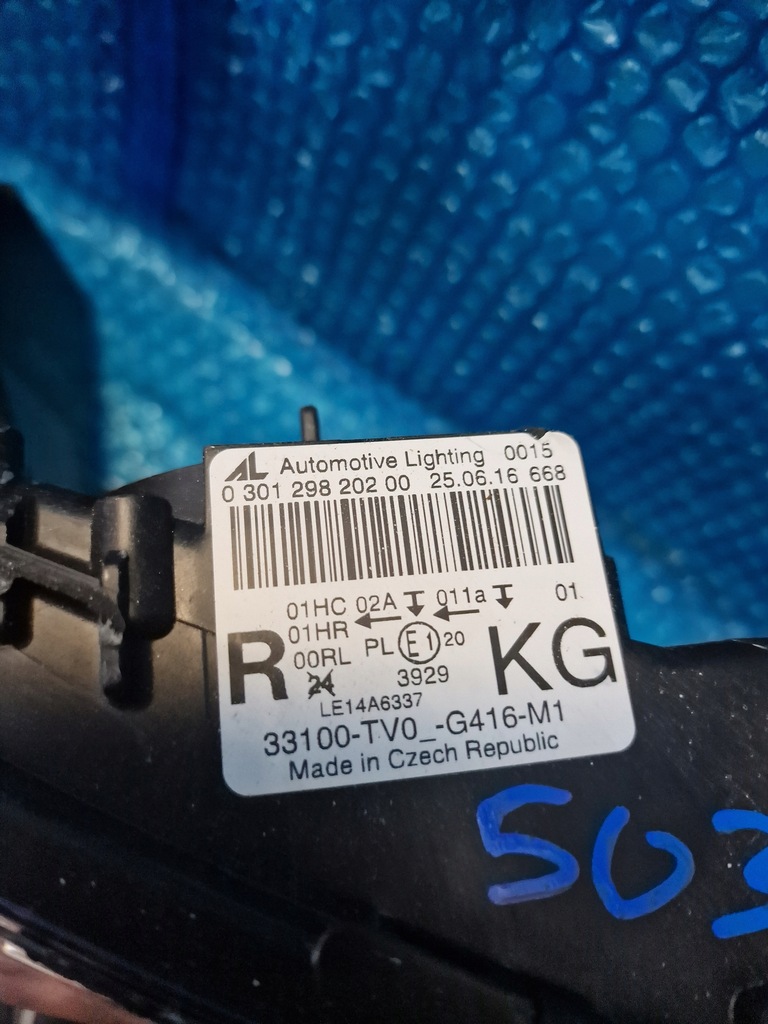 AL Automotive Lighting 0015
0 301 298 202 00 25.06.16 668
01HC 02A 011a 01
01HR
R 00RL PL E1 20 KG
24 3929
LE14A6337
33100-TV0_-G416-M1
Made in Czech Republic
503